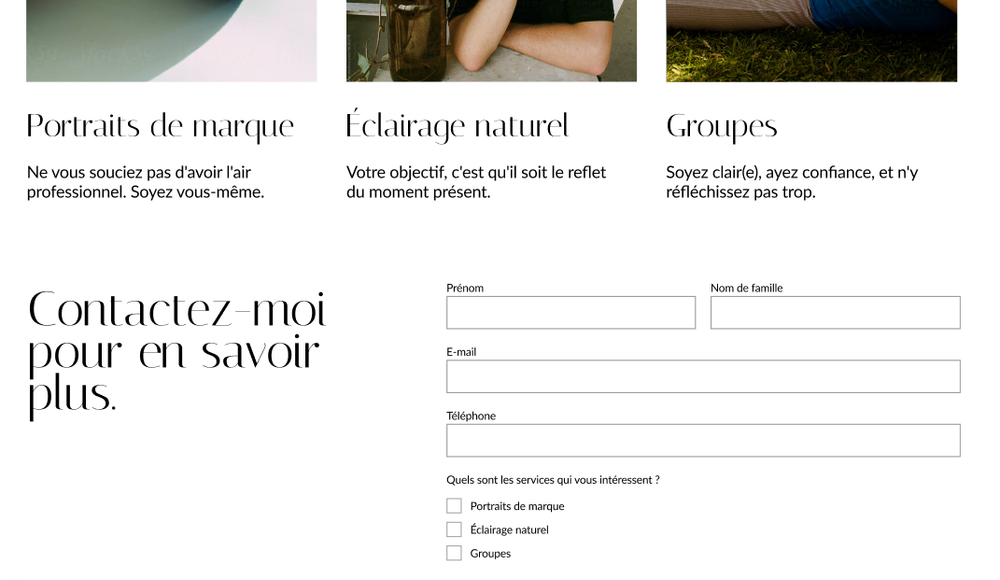 Portraits de marque
Ne vous souciez pas d'avoir l'air
professionnel. Soyez vous-même.
Éclairage naturel
Votre objectif, c'est qu'il soit le reflet
du moment présent.
Groupes
Soyez clair(e), ayez confiance, et n'y
réfléchissez pas trop.
Contactez-moi
pour en savoir
plus.
Prénom
Nom de famille
E-mail
Téléphone
Quels sont les services qui vous intéressent ?
Portraits de marque
Éclairage naturel
Groupes